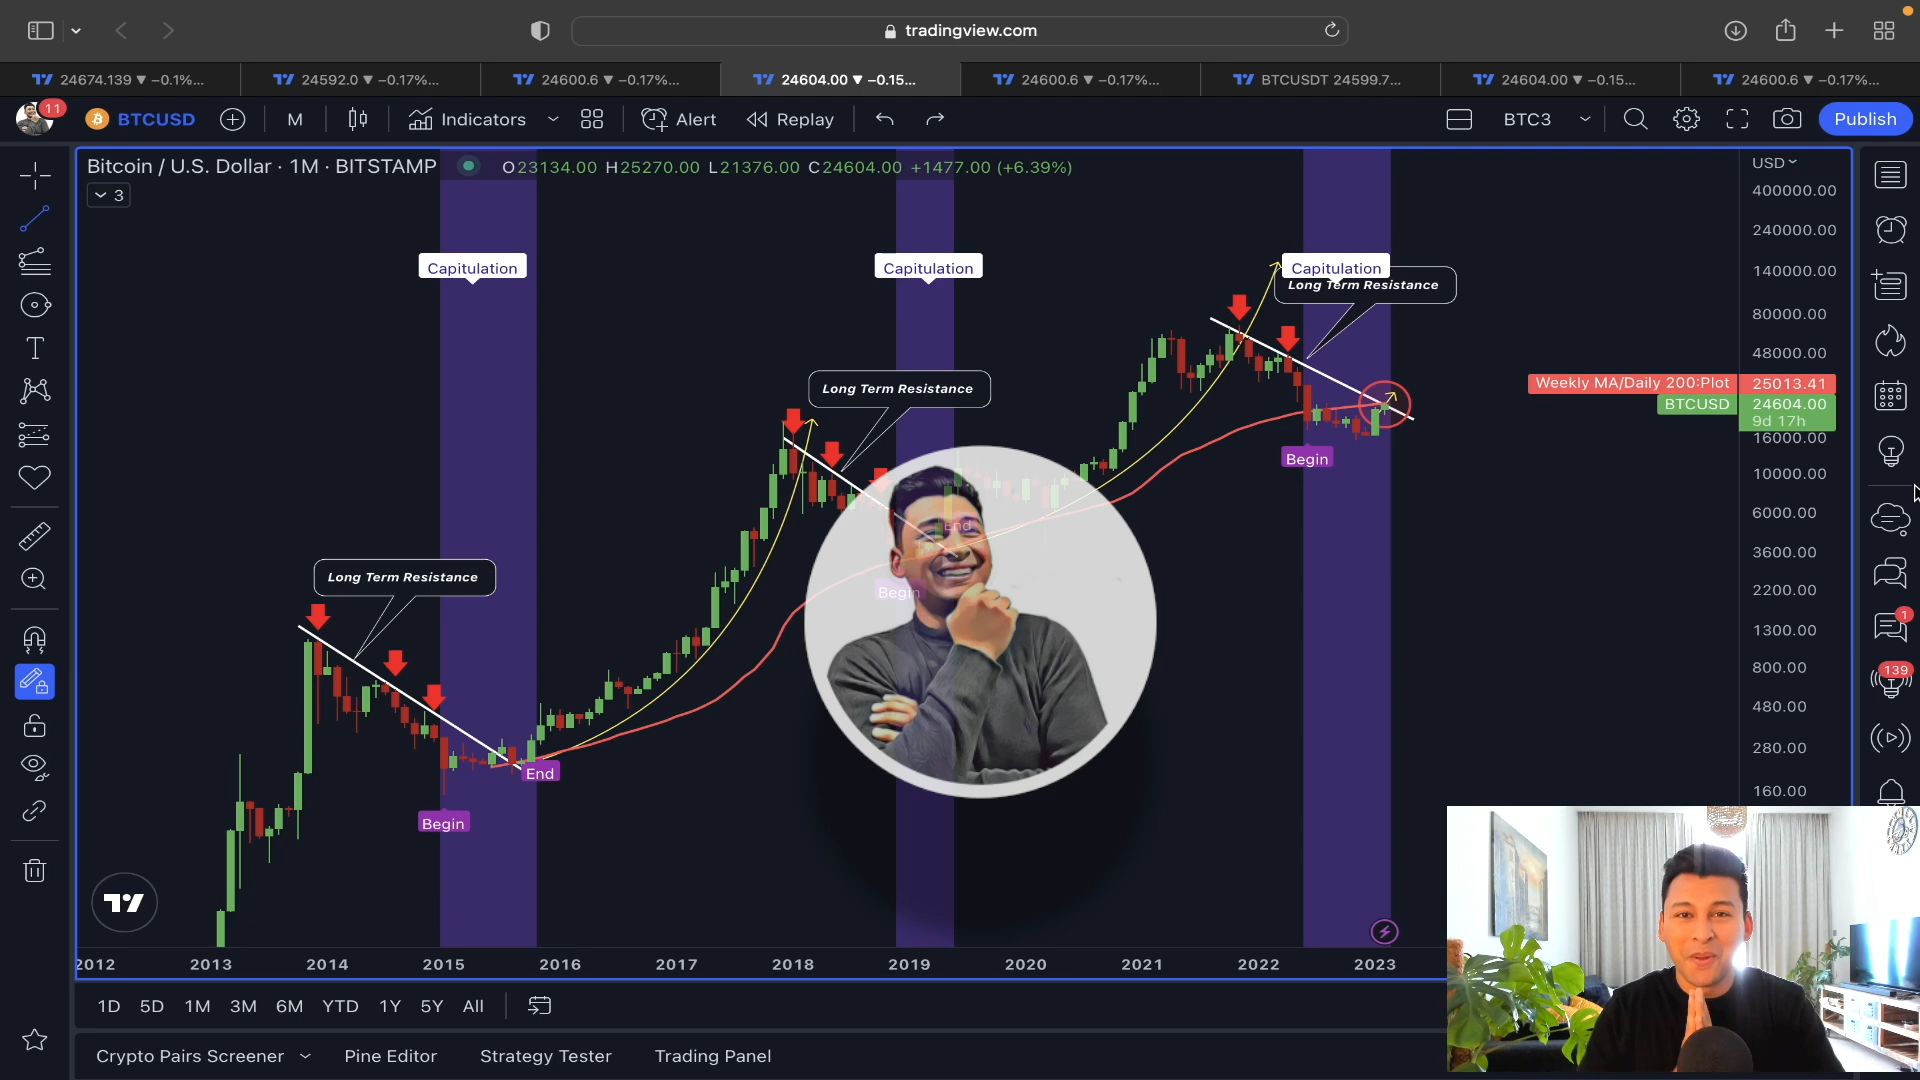 tradingview.com
24674.139 ▼ −0.1%...
24592.0 ▼ −0.17%...
24600.6 ▼ −0.17%...
24604.00 ▼ −0.15...
24600.6 ▼ −0.17%...
BTCUSDT 24599.7...
24604.00 ▼ −0.15...
24600.6 ▼ −0.17%...
11
BTCUSD
M
Indicators
Alert
Replay
BTC3
Publish
Bitcoin / U.S. Dollar · 1M · BITSTAMP
O23134.00 H25270.00 L21376.00 C24604.00 +1477.00 (+6.39%)
3
USD
400000.00
240000.00
140000.00
80000.00
48000.00
Weekly MA/Daily 200:Plot 25013.41
BTCUSD 24604.00
9d 17h
16000.00
10000.00
6000.00
3600.00
2200.00
1300.00
800.00
480.00
280.00
160.00
Capitulation
Capitulation
Capitulation
Long Term Resistance
Long Term Resistance
Long Term Resistance
Begin
End
Begin
End
Begin
1
139
2012
2013
2014
2015
2016
2017
2018
2019
2020
2021
2022
2023
1D 5D 1M 3M 6M YTD 1Y 5Y All
Crypto Pairs Screener
Pine Editor
Strategy Tester
Trading Panel